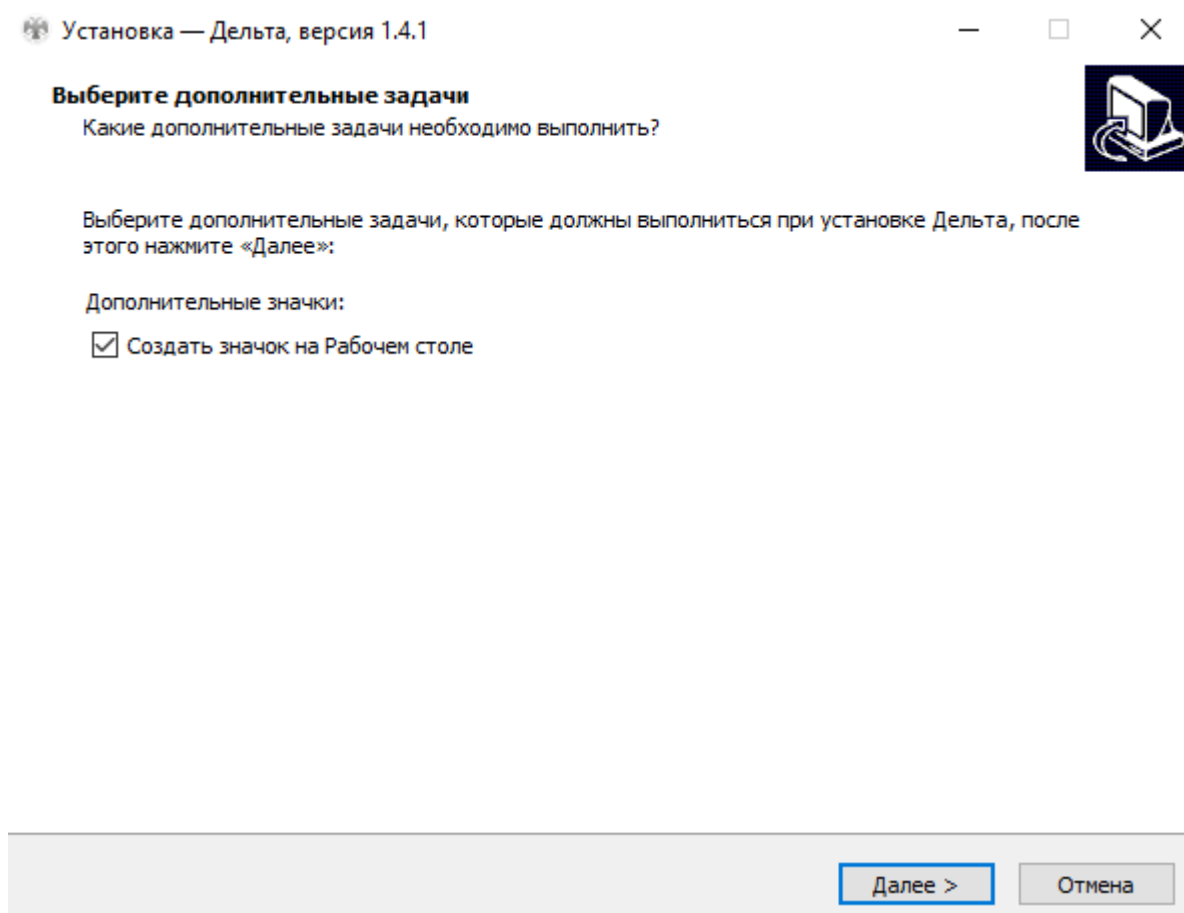 Установка — Дельта, версия 1.4.1
Выберите дополнительные задачи
Какие дополнительные задачи необходимо выполнить?
Выберите дополнительные задачи, которые должны выполниться при установке Дельта, после
этого нажмите «Далее»:
Дополнительные значки:
Создать значок на Рабочем столе
Далее >
Отмена